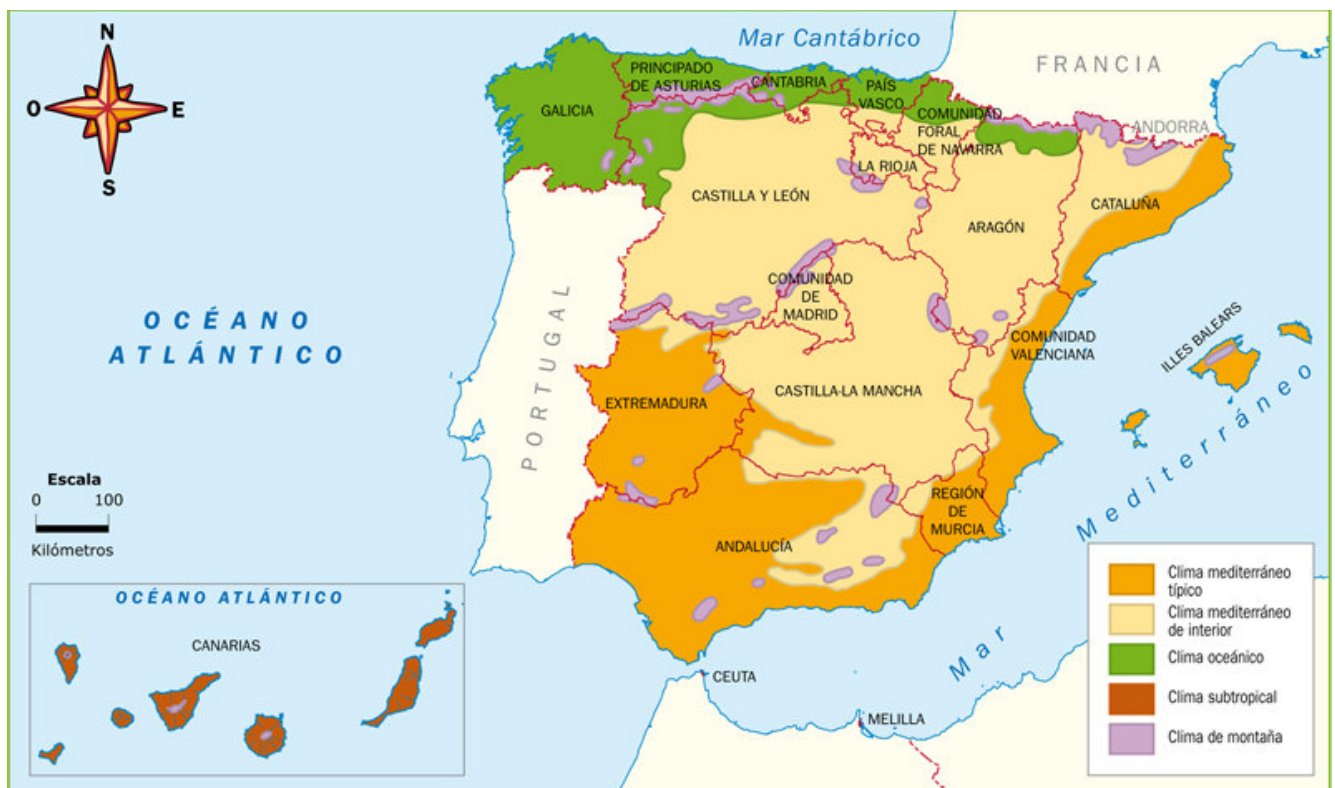 N
O
E
S
Mar Cantábrico
FRANCIA
ANDORRA
PRINCIPADO
DE ASTURIAS
CANTABRIA
PAÍS
VASCO
GALICIA
COMUNIDAD
FORAL
DE NAVARRA
LA RIOJA
CASTILLA Y LEÓN
CATALUÑA
ARAGÓN
COMUNIDAD
DE
MADRID
OCÉANO
ATLÁNTICO
PORTUGAL
COMUNIDAD
VALENCIANA
ILLES BALEARS
EXTREMADURA
CASTILLA-LA MANCHA
REGIÓN
DE
MURCIA
ANDALUCÍA
Mar Mediterráneo
CEUTA
MELILLA
Escala
0 100
Kilómetros
OCÉANO ATLÁNTICO
CANARIAS
Clima mediterráneo
típico
Clima mediterráneo
de interior
Clima oceánico
Clima subtropical
Clima de montaña